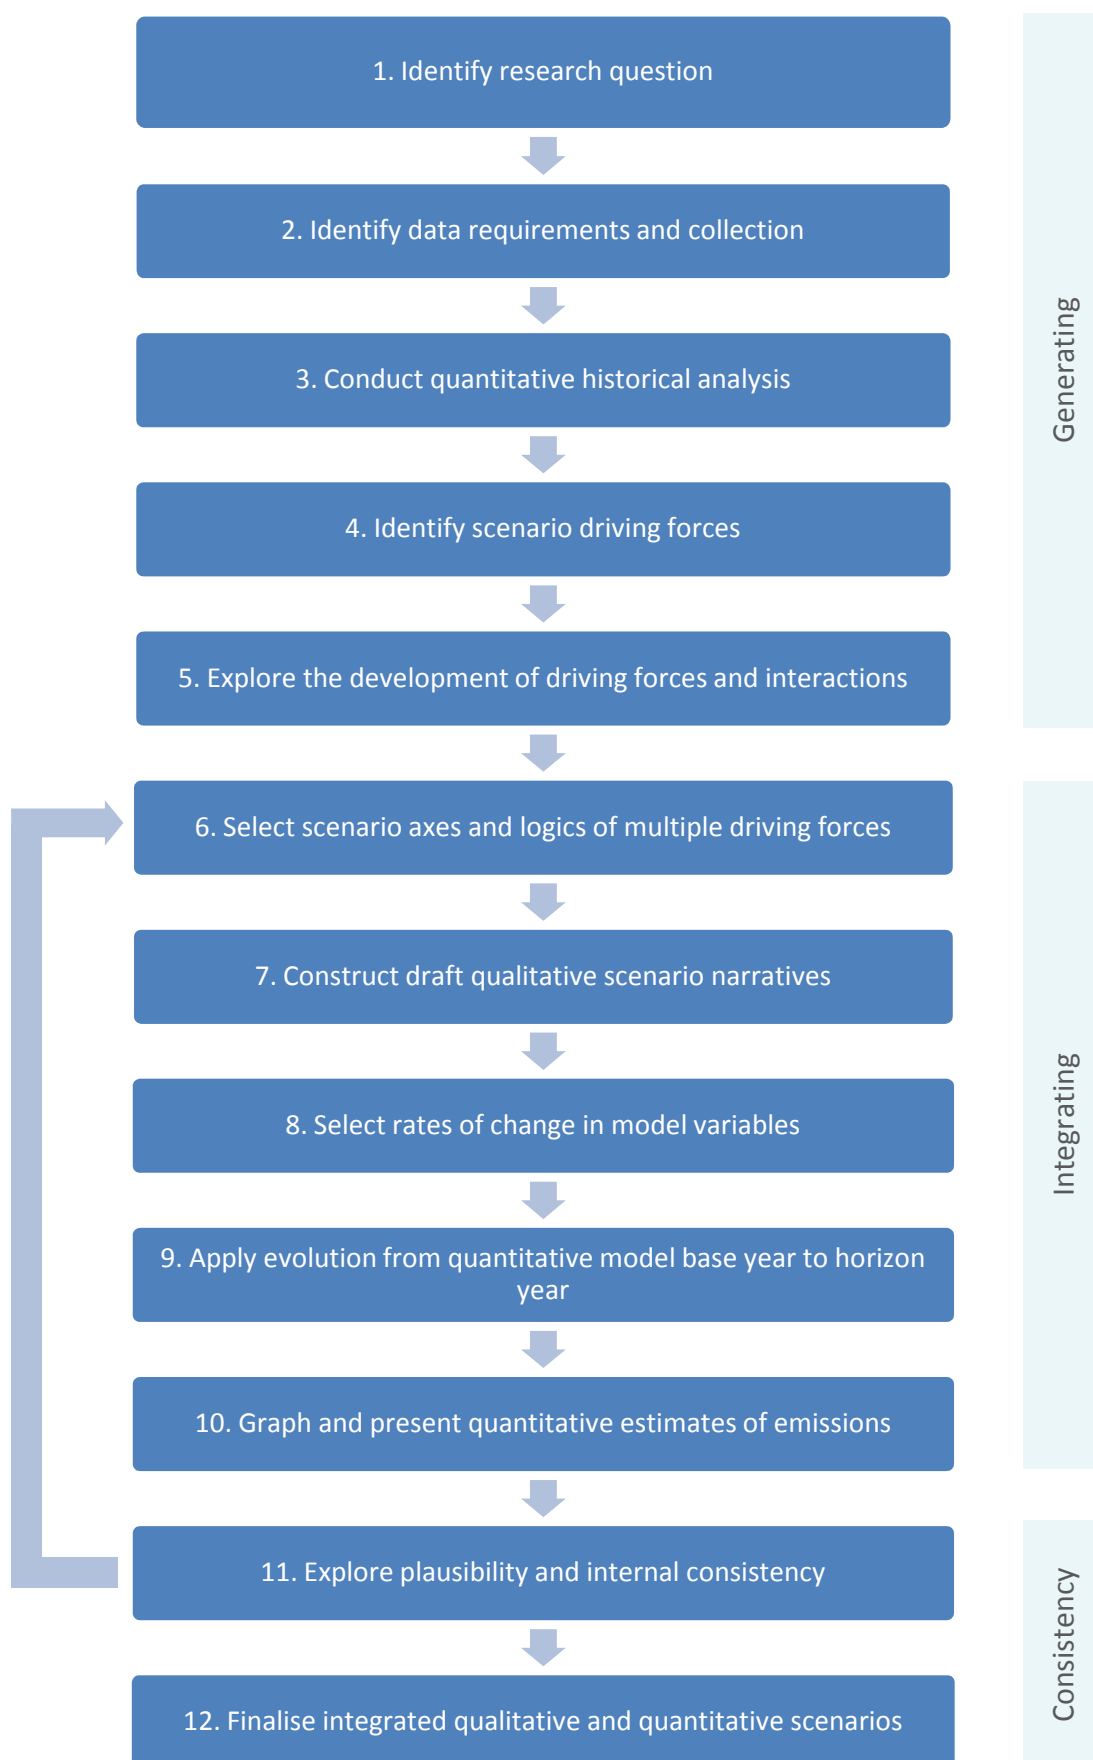 1. Identify research question
2. Identify data requirements and collection
3. Conduct quantitative historical analysis
4. Identify scenario driving forces
5. Explore the development of driving forces and interactions
Generating
6. Select scenario axes and logics of multiple driving forces
7. Construct draft qualitative scenario narratives
8. Select rates of change in model variables
9. Apply evolution from quantitative model base year to horizon
year
10. Graph and present quantitative estimates of emissions
Integrating
11. Explore plausibility and internal consistency
12. Finalise integrated qualitative and quantitative scenarios
Consistency